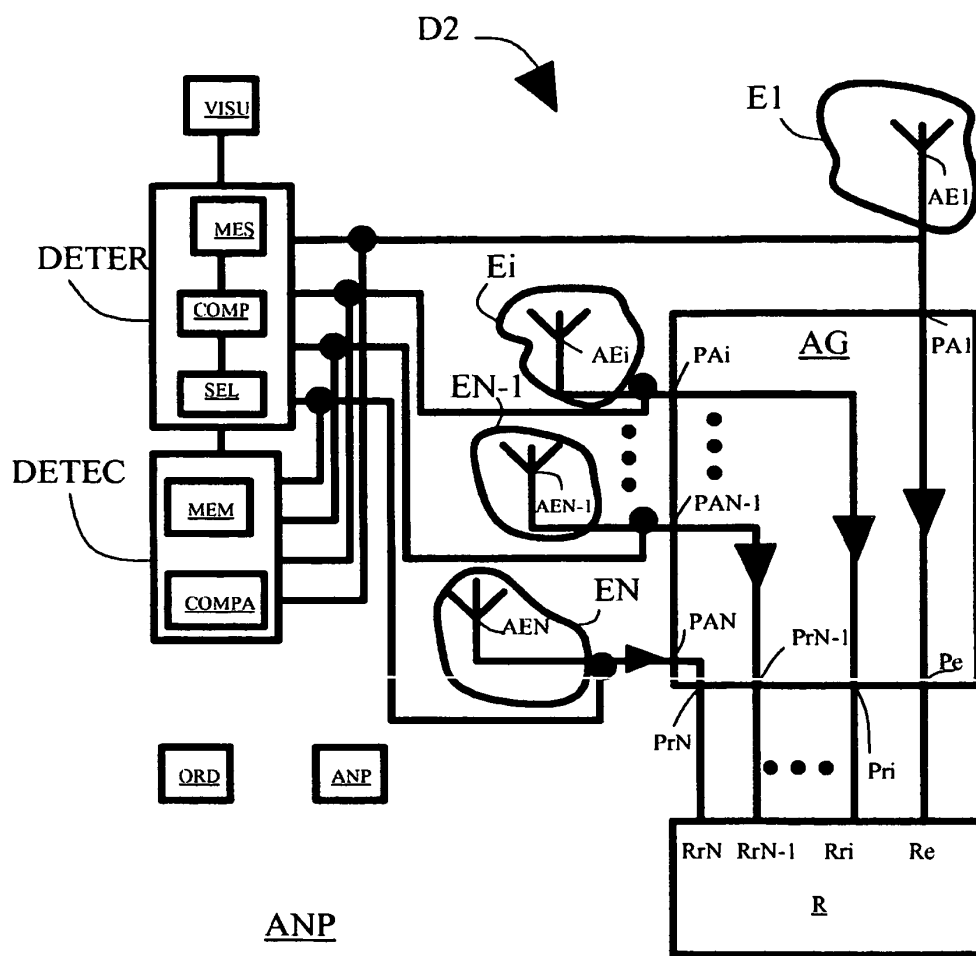 D2
VISU
E1
AE1
MES
DETER
COMP
SEL
Ei
AEi
PAi
AG
PA1
EN-1
AEN-1
PAN-1
DETEC
MEM
COMPA
EN
AEN
PAN
PrN-1
Pe
PrN
Pri
ORD
ANP
RrN RrN-1 Rri Re
R
ANP